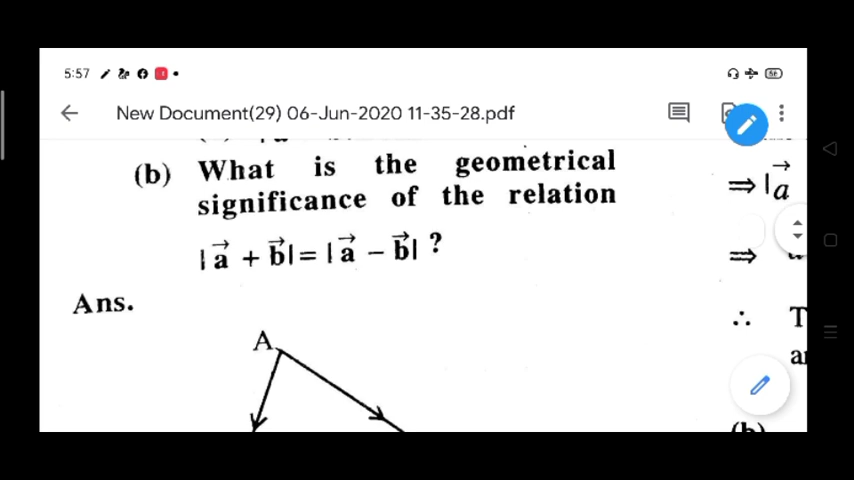 5:57
New Document(29) 06-Jun-2020 11-35-28.pdf
(b) What is the geometrical
significance of the relation
|a⃗ + b⃗| = |a⃗ − b⃗| ?
Ans.
A
⇒ |a⃗
⇒
∴ T
a
(b)